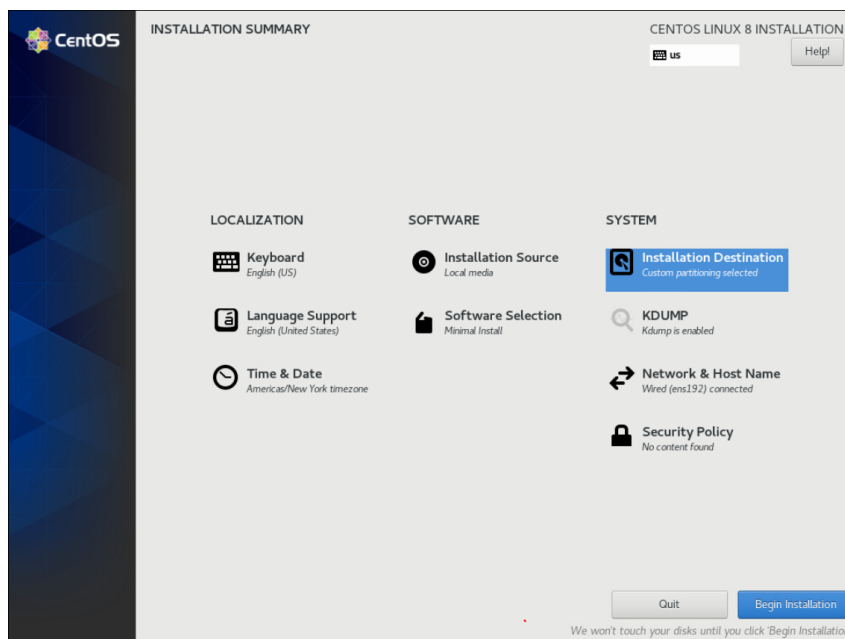 CentOS
INSTALLATION SUMMARY
CENTOS LINUX 8 INSTALLATION
us
Help!
LOCALIZATION
Keyboard
English (US)
Language Support
English (United States)
Time & Date
Americas/New York timezone
SOFTWARE
Installation Source
Local media
Software Selection
Minimal Install
SYSTEM
Installation Destination
Custom partitioning selected
KDUMP
Kdump is enabled
Network & Host Name
Wired (ens192) connected
Security Policy
No content found
Quit
Begin Installation
We won't touch your disks until you click 'Begin Installatio